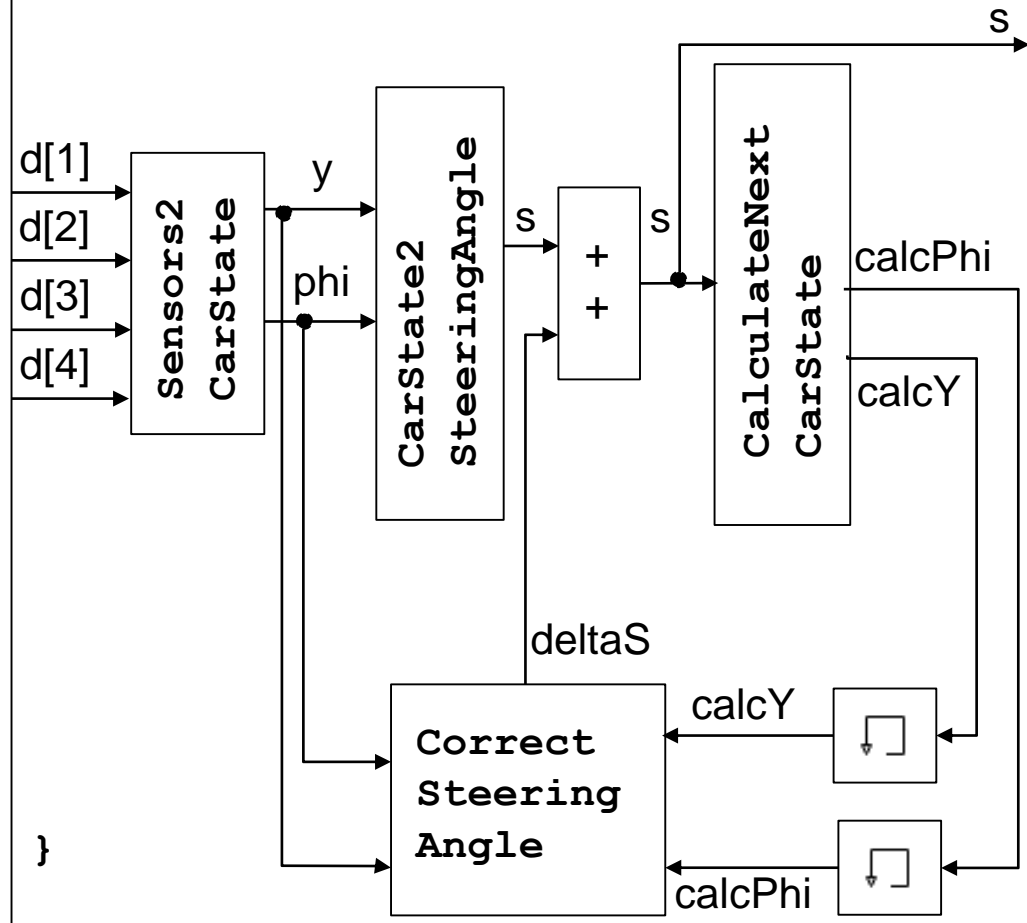 s
d[1]
d[2]
d[3]
d[4]
Sensors2
CarState
y
phi
CarState2
SteeringAngle
s
+
+
s
CalculateNext
CarState
calcPhi
calcY
deltaS
Correct
Steering
Angle
calcY
calcPhi
}